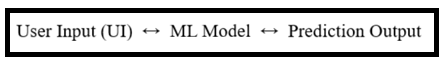 User Input (UI) ↔ ML Model ↔ Prediction Output